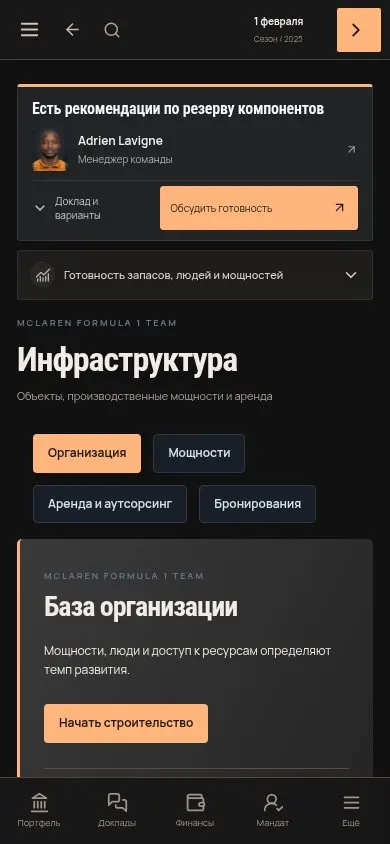 1 февраля
Сезон / 2025
Есть рекомендации по резерву компонентов
Adrien Lavigne
Менеджер команды
Доклад и
варианты
Обсудить готовность
Готовность запасов, людей и мощностей
MCLAREN FORMULA 1 TEAM
Инфраструктура
Объекты, производственные мощности и аренда
Организация
Мощности
Аренда и аутсорсинг
Бронирования
MCLAREN FORMULA 1 TEAM
База организации
Мощности, люди и доступ к ресурсам определяют
темп развития.
Начать строительство
Портфель
Доклады
Финансы
Мандат
Ещё